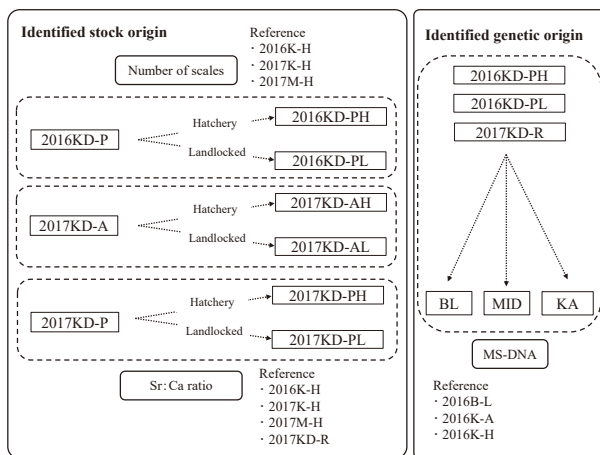 Identified stock origin
Reference
・2016K-H
・2017K-H
・2017M-H
Number of scales
2016KD-P
Hatchery
2016KD-PH
Landlocked
2016KD-PL
2017KD-A
Hatchery
2017KD-AH
Landlocked
2017KD-AL
2017KD-P
Hatchery
2017KD-PH
Landlocked
2017KD-PL
Sr:Ca ratio
Reference
・2016K-H
・2017K-H
・2017M-H
・2017KD-R
Identified genetic origin
2016KD-PH
2016KD-PL
2017KD-R
BL MID KA
MS-DNA
Reference
・2016B-L
・2016K-A
・2016K-H